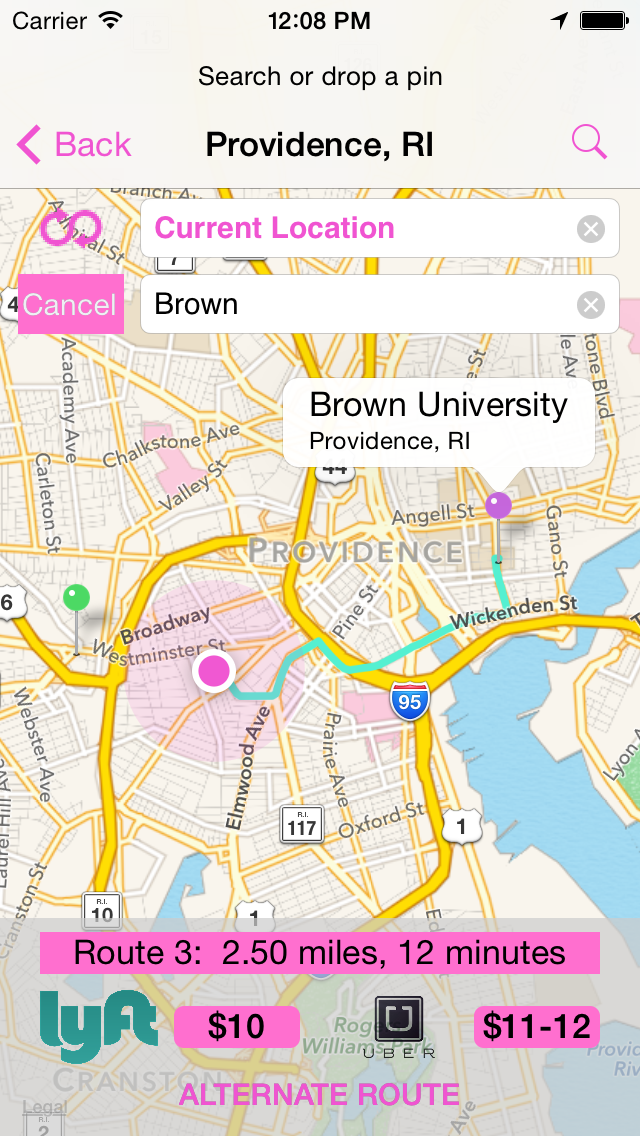 Carrier 12:08 PM
Search or drop a pin
Back Providence, RI
Branch Av
Admiral St
Current Location
7
Cancel Brown
4
Academy Ave
Chalkstone Ave
Valley St
Carleton St
Brown University
Providence, RI
44
Angell St
Gano St
PROVIDENCE
6
Pine St
Broadway
Westminster St
Wickenden St
95
Webster Ave
Elmwood Ave
Prairie Ave
R.I.
117
Oxford St
1
Laurel Hill Ave
Cranston St
R.I.
10
1
Route 3: 2.50 miles, 12 minutes
lyft $10 UBER $11-12
Williams Park
CRANSTON
ALTERNATE ROUTE
Legal
R.I.
2
Ave